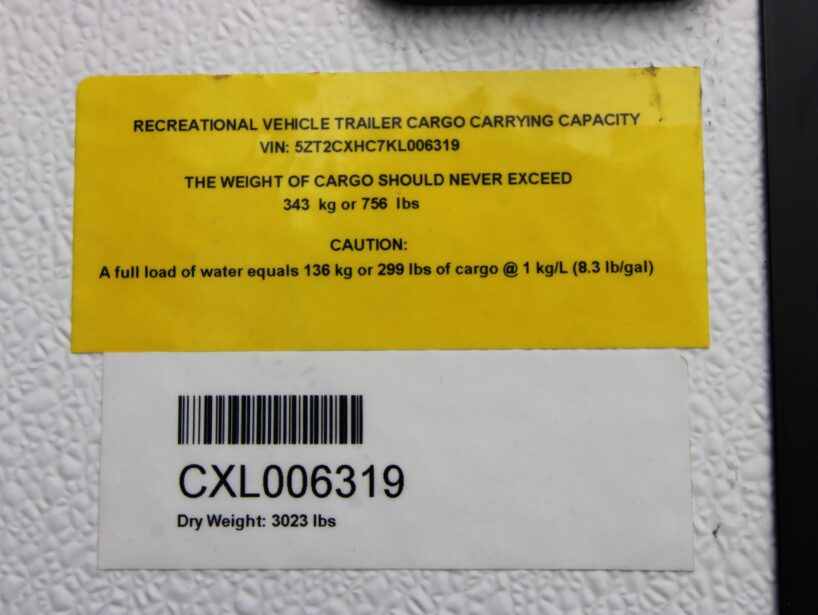 RECREATIONAL VEHICLE TRAILER CARGO CARRYING CAPACITY
VIN: 5ZT2CXHC7KL006319
THE WEIGHT OF CARGO SHOULD NEVER EXCEED
343 kg or 756 lbs
CAUTION:
A full load of water equals 136 kg or 299 lbs of cargo @ 1 kg/L (8.3 lb/gal)
CXL006319
Dry Weight: 3023 lbs